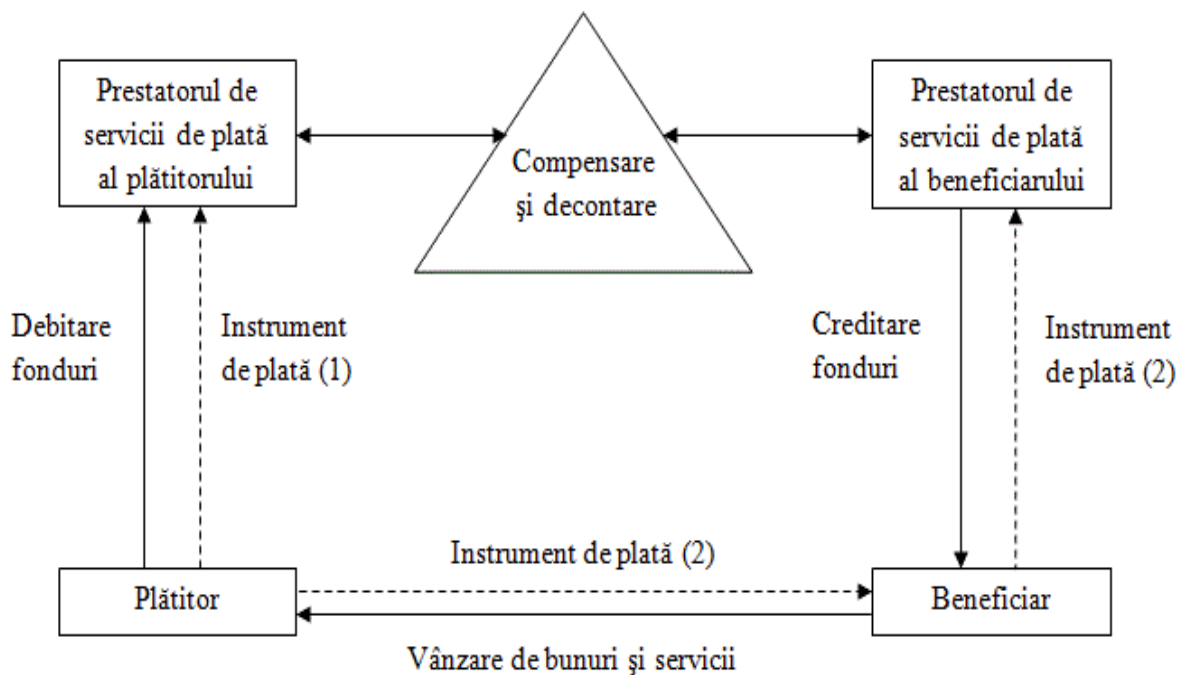 Prestatorul de
servicii de plată
al plătitorului
Compensare
şi decontare
Prestatorul de
servicii de plată
al beneficiarului
Debitare
fonduri
Instrument
de plată (1)
Creditare
fonduri
Instrument
de plată (2)
Instrument de plată (2)
Plătitor
Beneficiar
Vânzare de bunuri şi servicii